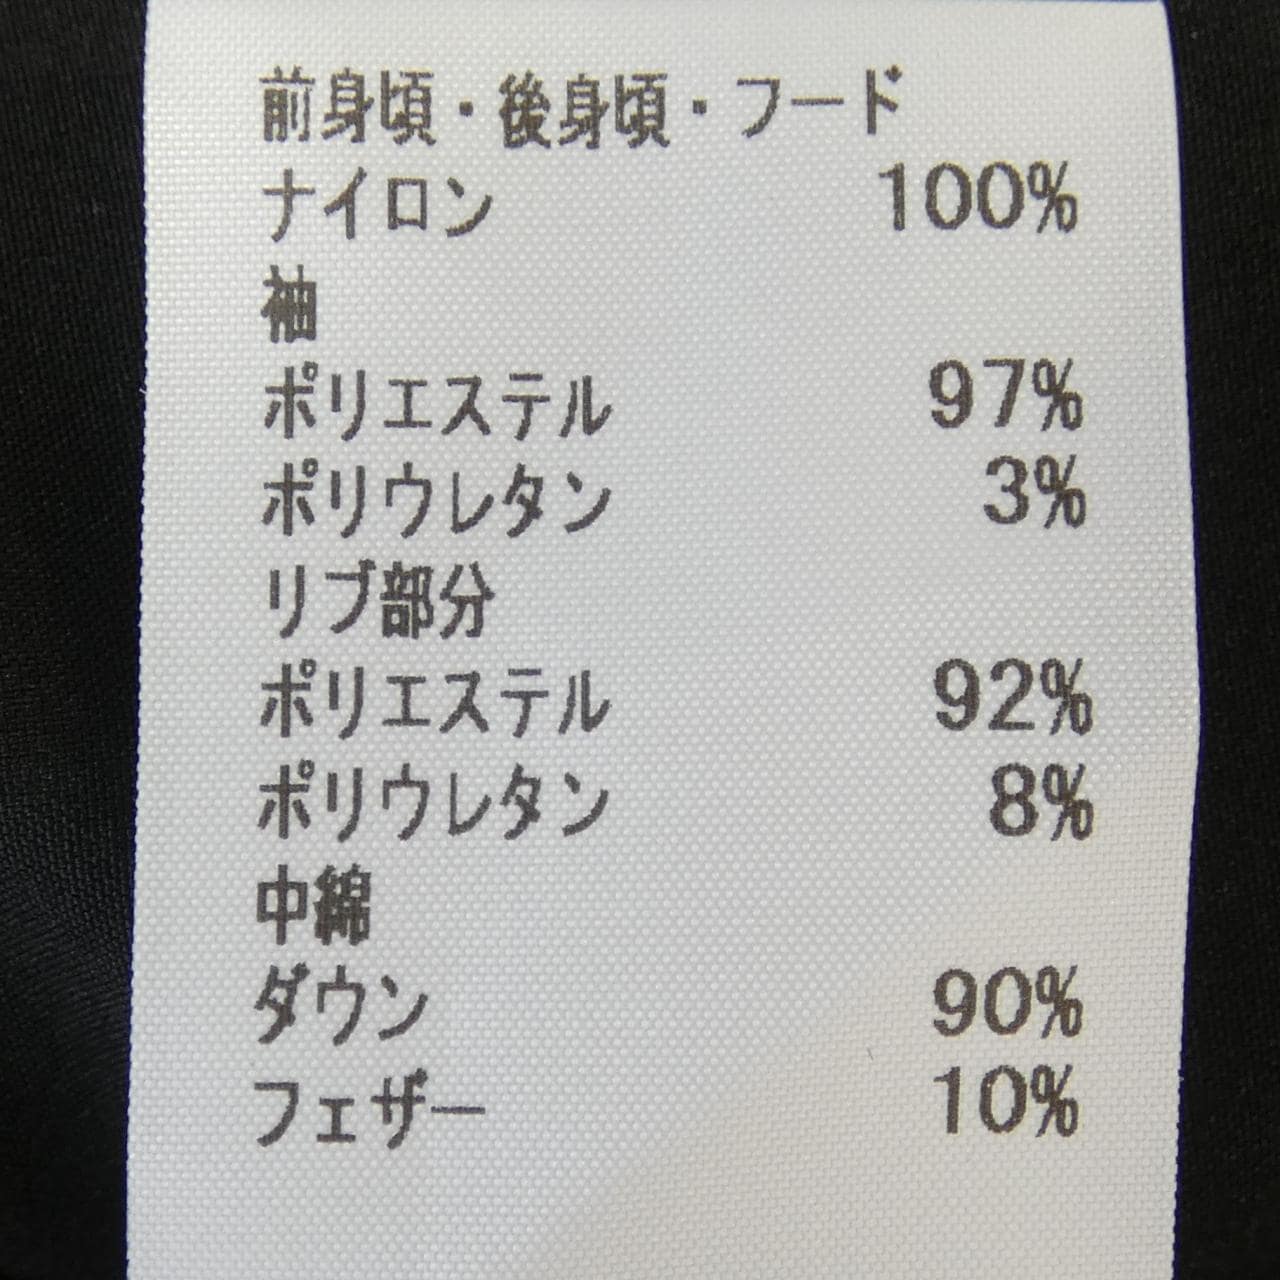 前身頃・後身頃・フード
ナイロン 100%
袖
ポリエステル 97%
ポリウレタン 3%
リブ部分
ポリエステル 92%
ポリウレタン 8%
中綿
ダウン 90%
フェザー 10%